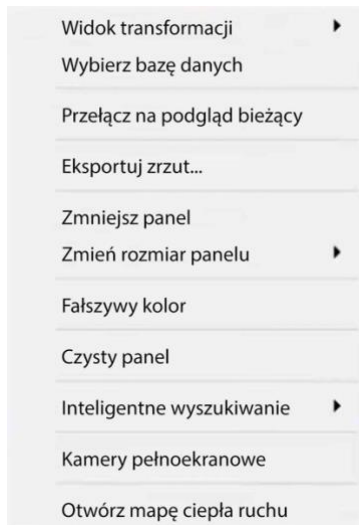 Widok transformacji
Wybierz bazę danych
Przełącz na podgląd bieżący
Eksportuj zrzut...
Zmniejsz panel
Zmień rozmiar panelu
Fałszywy kolor
Czysty panel
Inteligentne wyszukiwanie
Kamery pełnoekranowe
Otwórz mapę ciepła ruchu